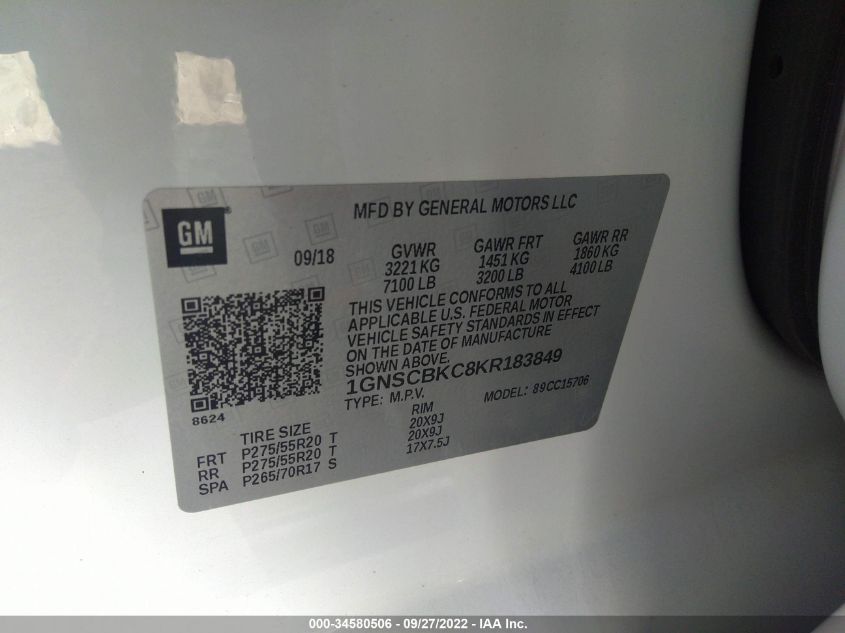 GM
®
MFD BY GENERAL MOTORS LLC
09/18
GVWR
3221 KG
7100 LB
GAWR FRT
1451 KG
3200 LB
GAWR RR
1860 KG
4100 LB
THIS VEHICLE CONFORMS TO ALL
APPLICABLE U.S. FEDERAL MOTOR
VEHICLE SAFETY STANDARDS IN EFFECT
ON THE DATE OF MANUFACTURE
SHOWN ABOVE.
1GNSCBKC8KR183849
TYPE: M.P.V.
MODEL: 89CC15706
8624
TIRE SIZE RIM
FRT P275/55R20 T 20X9J
RR P275/55R20 T 20X9J
SPA P265/70R17 S 17X7.5J
000-34580506 - 09/27/2022 - IAA Inc.